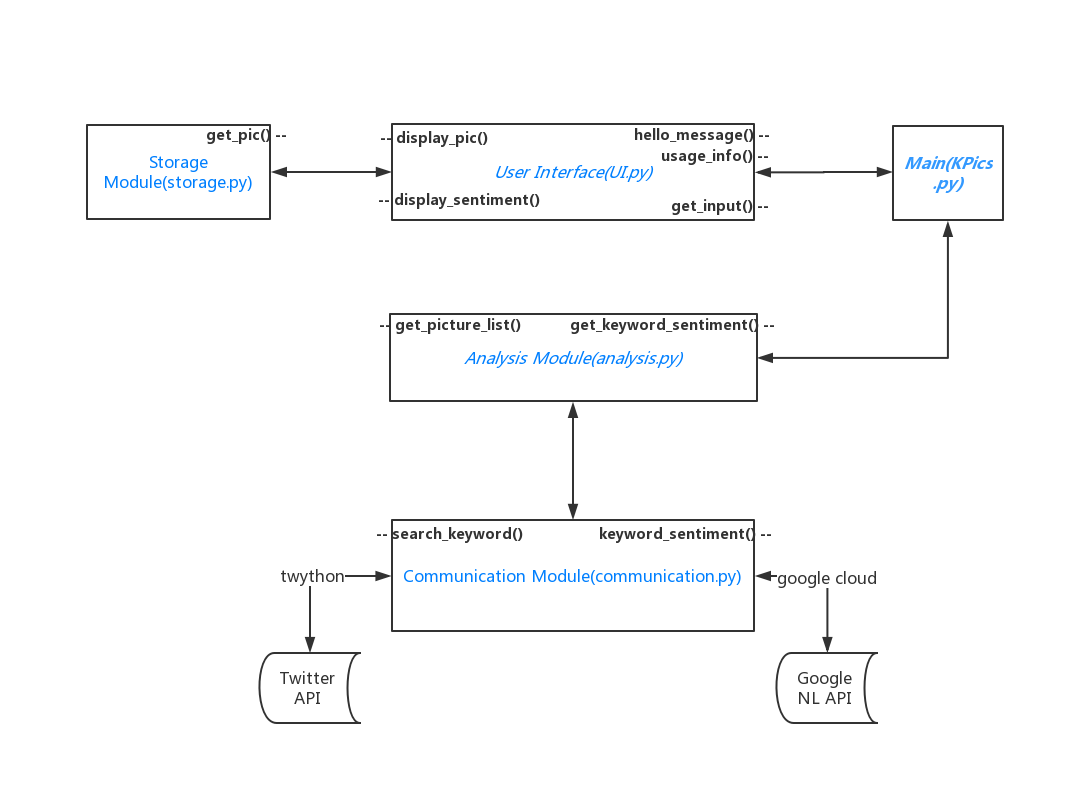 get_pic() --
Storage
Module(storage.py)
-- display_pic()
hello_message() --
usage_info() --
User Interface(UI.py)
-- display_sentiment()
get_input() --
Main(KPics
.py)
-- get_picture_list()
get_keyword_sentiment() --
Analysis Module(analysis.py)
-- search_keyword()
keyword_sentiment() --
twython
Communication Module(communication.py)
google cloud
Twitter
API
Google
NL API